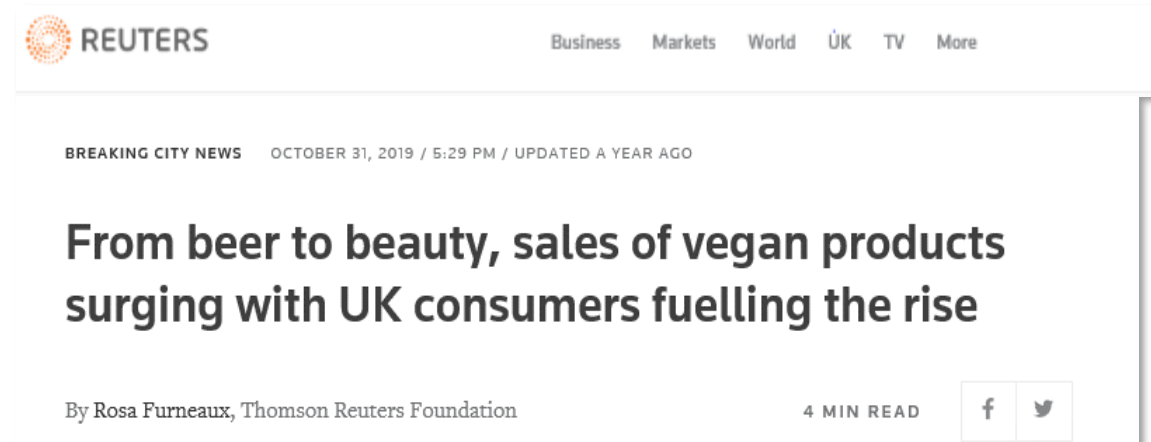 REUTERS Business Markets World UK TV More
BREAKING CITY NEWS OCTOBER 31, 2019 / 5:29 PM / UPDATED A YEAR AGO
From beer to beauty, sales of vegan products
surging with UK consumers fuelling the rise
By Rosa Furneaux, Thomson Reuters Foundation 4 MIN READ